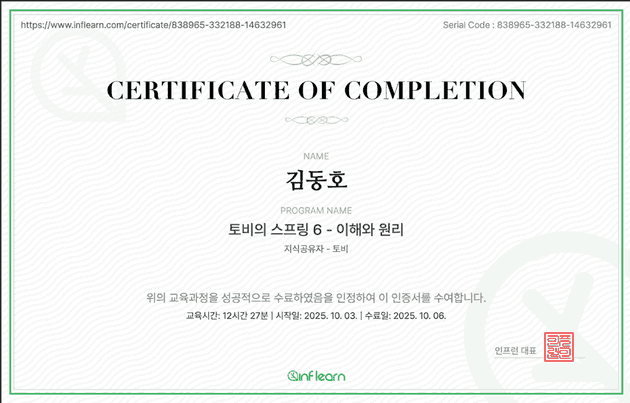 https://www.inflearn.com/certificate/838965-332188-14632961
Serial Code : 838965-332188-14632961
CERTIFICATE OF COMPLETION
NAME
김동호
PROGRAM NAME
토비의 스프링 6 - 이해와 원리
지식공유자 - 토비
위의 교육과정을 성공적으로 수료하였음을 인정하여 이 인증서를 수여합니다.
교육시간: 12시간 27분 | 시작일: 2025. 10. 03. | 수료일: 2025. 10. 06.
인프런 대표
inflearn